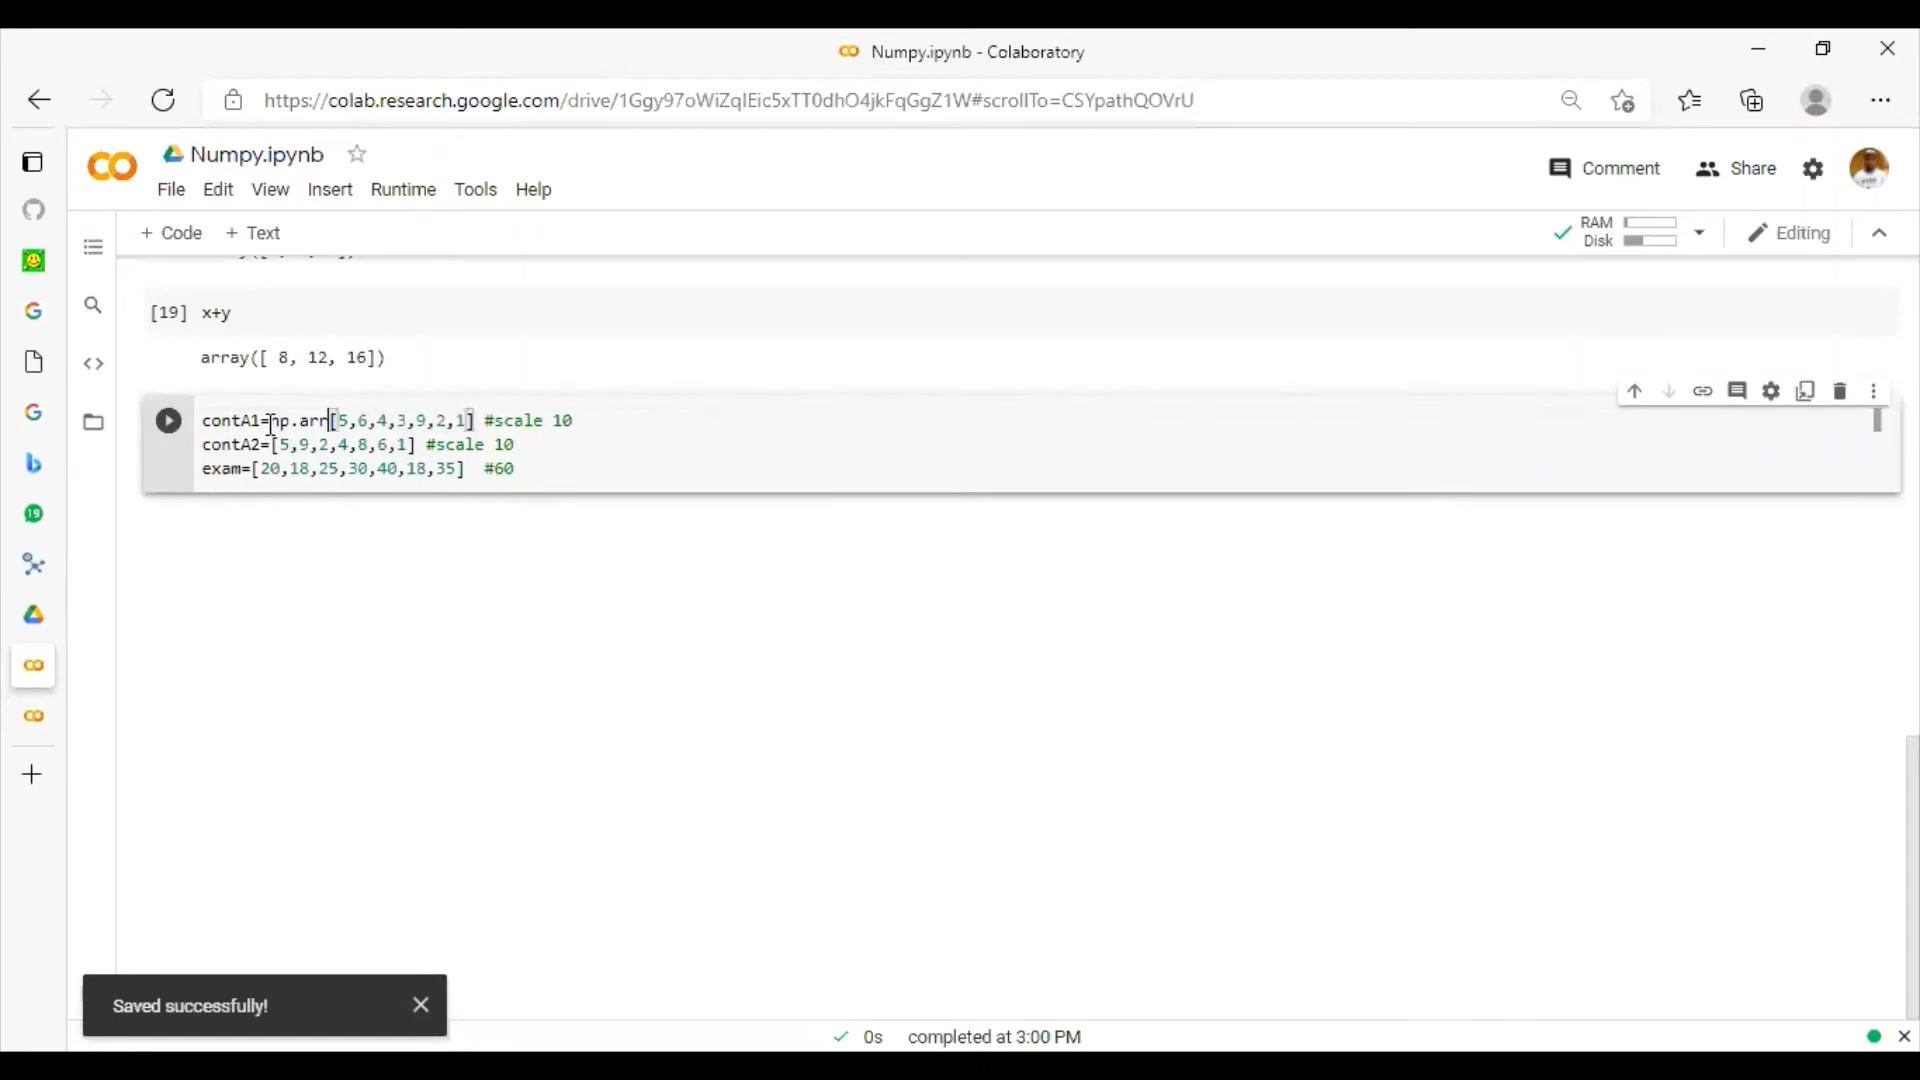 Numpy.ipynb - Colaboratory
https://colab.research.google.com/drive/1Ggy97oWiZqIEic5xTT0dhO4jkFqGgZ1W#scrollTo=CSYpathQOVrU
Numpy.ipynb
File Edit View Insert Runtime Tools Help
Comment Share
+ Code + Text
RAM
Disk
Editing
[19] x+y
array([ 8, 12, 16])
contA1=np.arr[5,6,4,3,9,2,1] #scale 10
contA2=[5,9,2,4,8,6,1] #scale 10
exam=[20,18,25,30,40,18,35] #60
19
Saved successfully!
0s completed at 3:00 PM